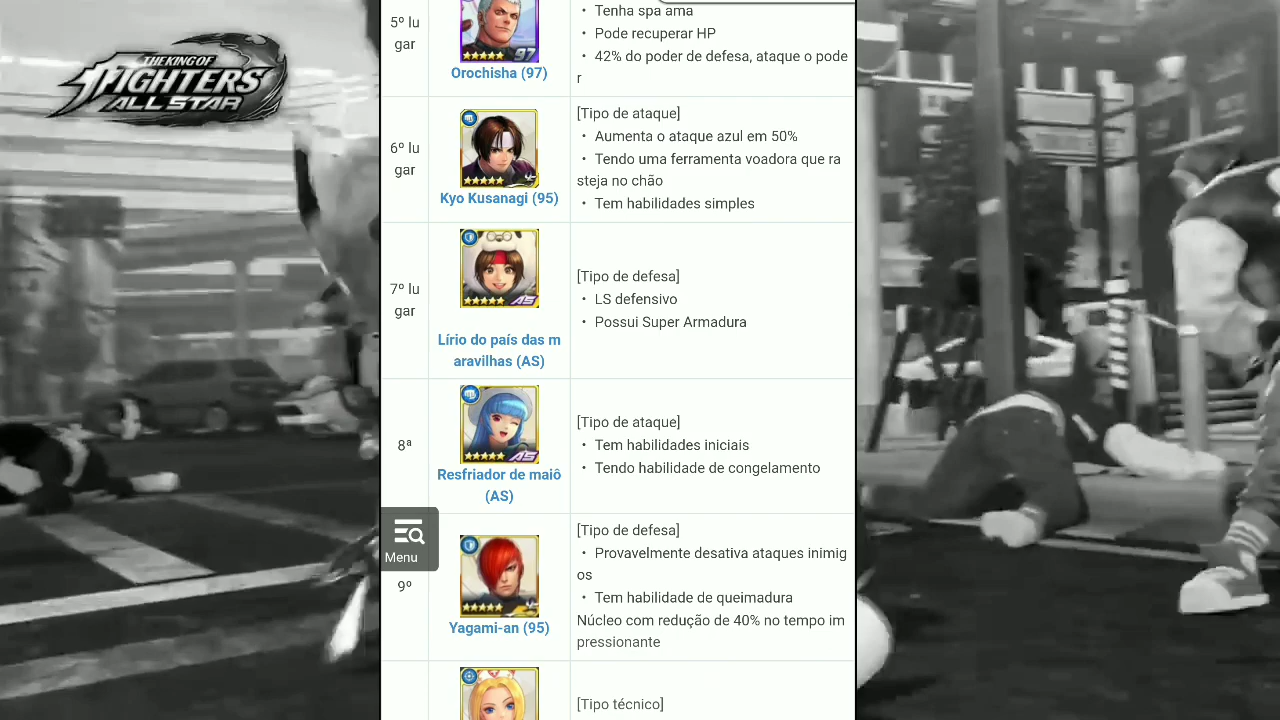 THE KING OF
FIGHTERS
ALL STAR
5º lu
gar
97
Orochisha (97)
・ Tenha spa ama
・ Pode recuperar HP
・ 42% do poder de defesa, ataque o pode
r
6º lu
gar
Kyo Kusanagi (95)
[Tipo de ataque]
・ Aumenta o ataque azul em 50%
・ Tendo uma ferramenta voadora que ra
steja no chão
・ Tem habilidades simples
7º lu
gar
AS
Lírio do país das m
aravilhas (AS)
[Tipo de defesa]
・ LS defensivo
・ Possui Super Armadura
8ª
AS
Resfriador de maiô
(AS)
[Tipo de ataque]
・ Tem habilidades iniciais
・ Tendo habilidade de congelamento
Menu
9º
Yagami-an (95)
[Tipo de defesa]
・ Provavelmente desativa ataques inimig
os
・ Tem habilidade de queimadura
Núcleo com redução de 40% no tempo im
pressionante
[Tipo técnico]